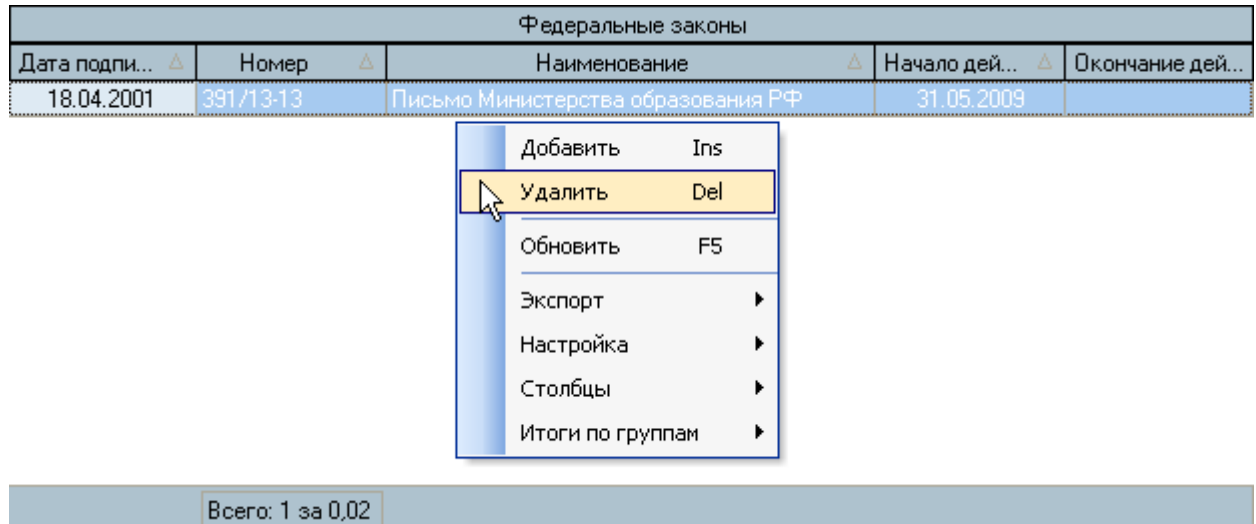 Федеральные законы
Дата подпи... Номер Наименование Начало дей... Окончание дей...
18.04.2001 391/13-13 Письмо Министерства образования РФ 31.05.2009
Добавить Ins
Удалить Del
Обновить F5
Экспорт
Настройка
Столбцы
Итоги по группам
Всего: 1 за 0,02